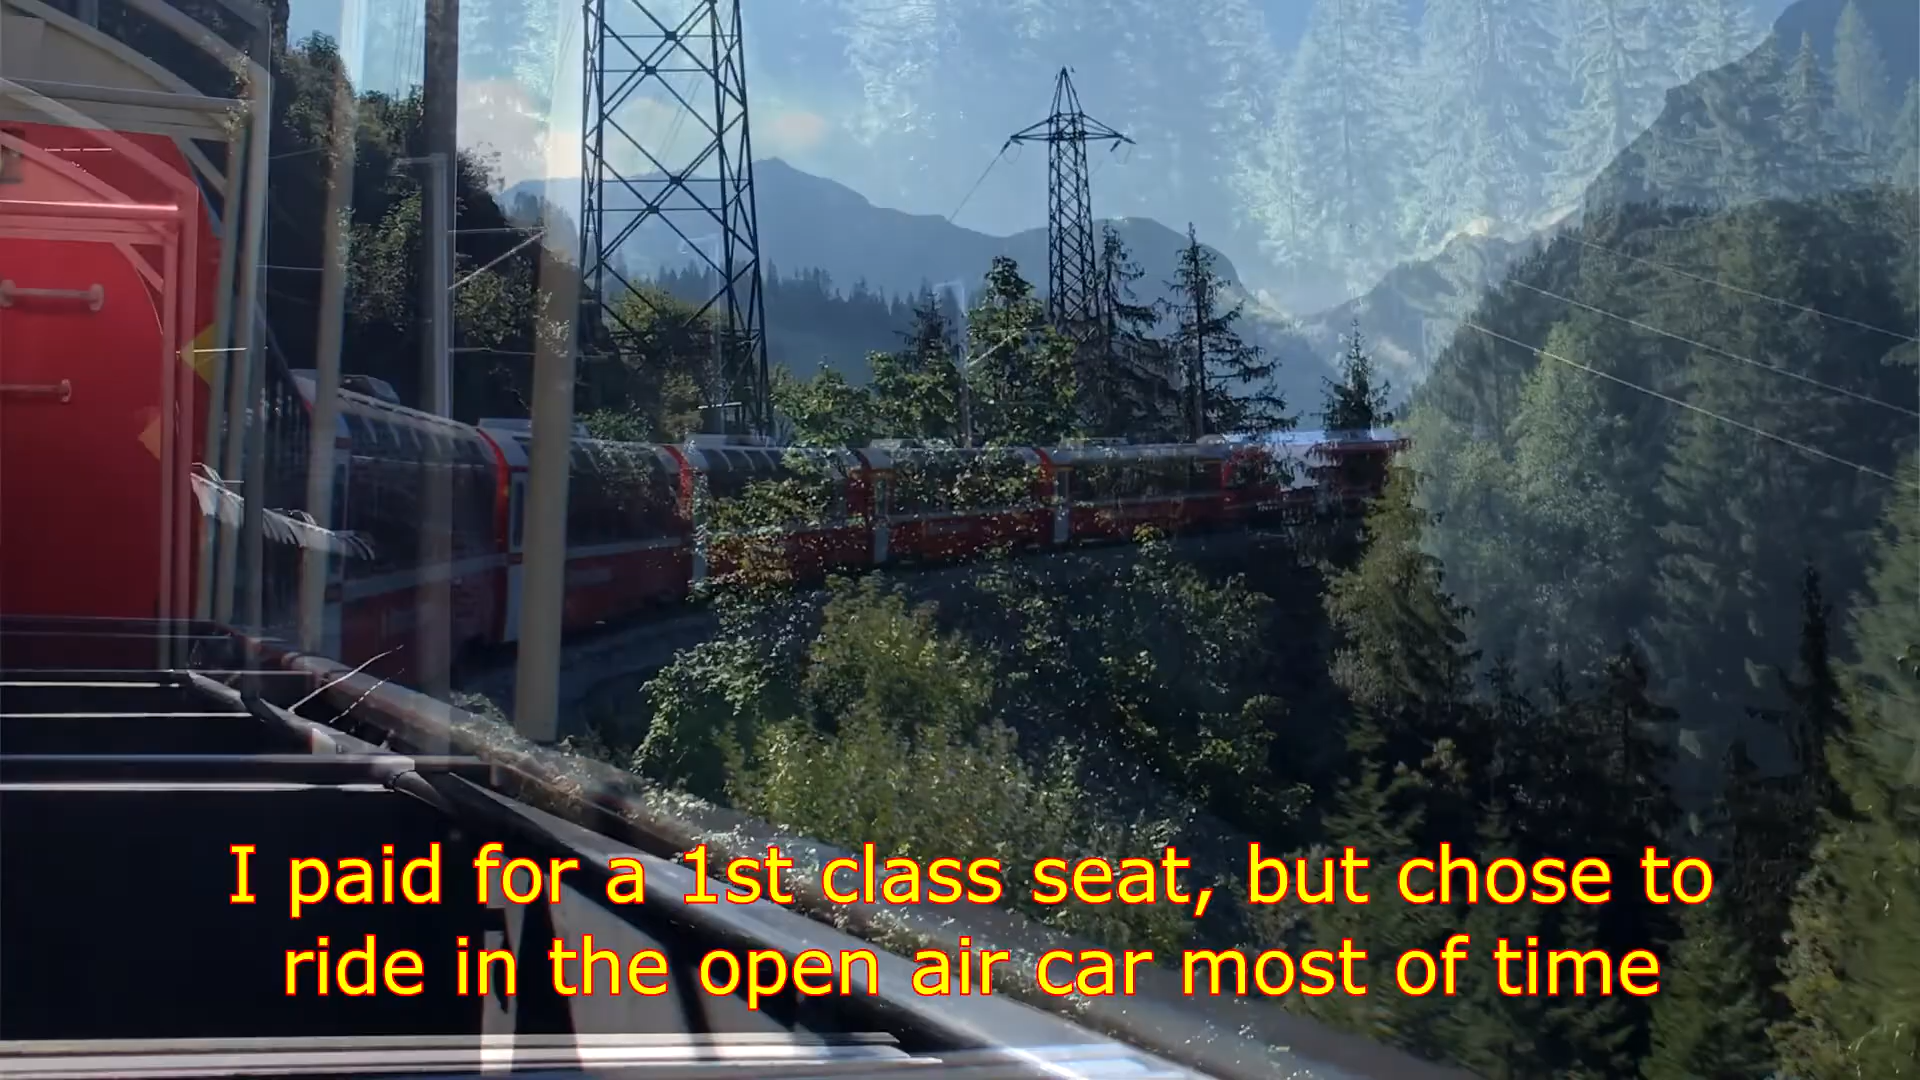 I paid for a 1st class seat, but chose to
ride in the open air car most of time